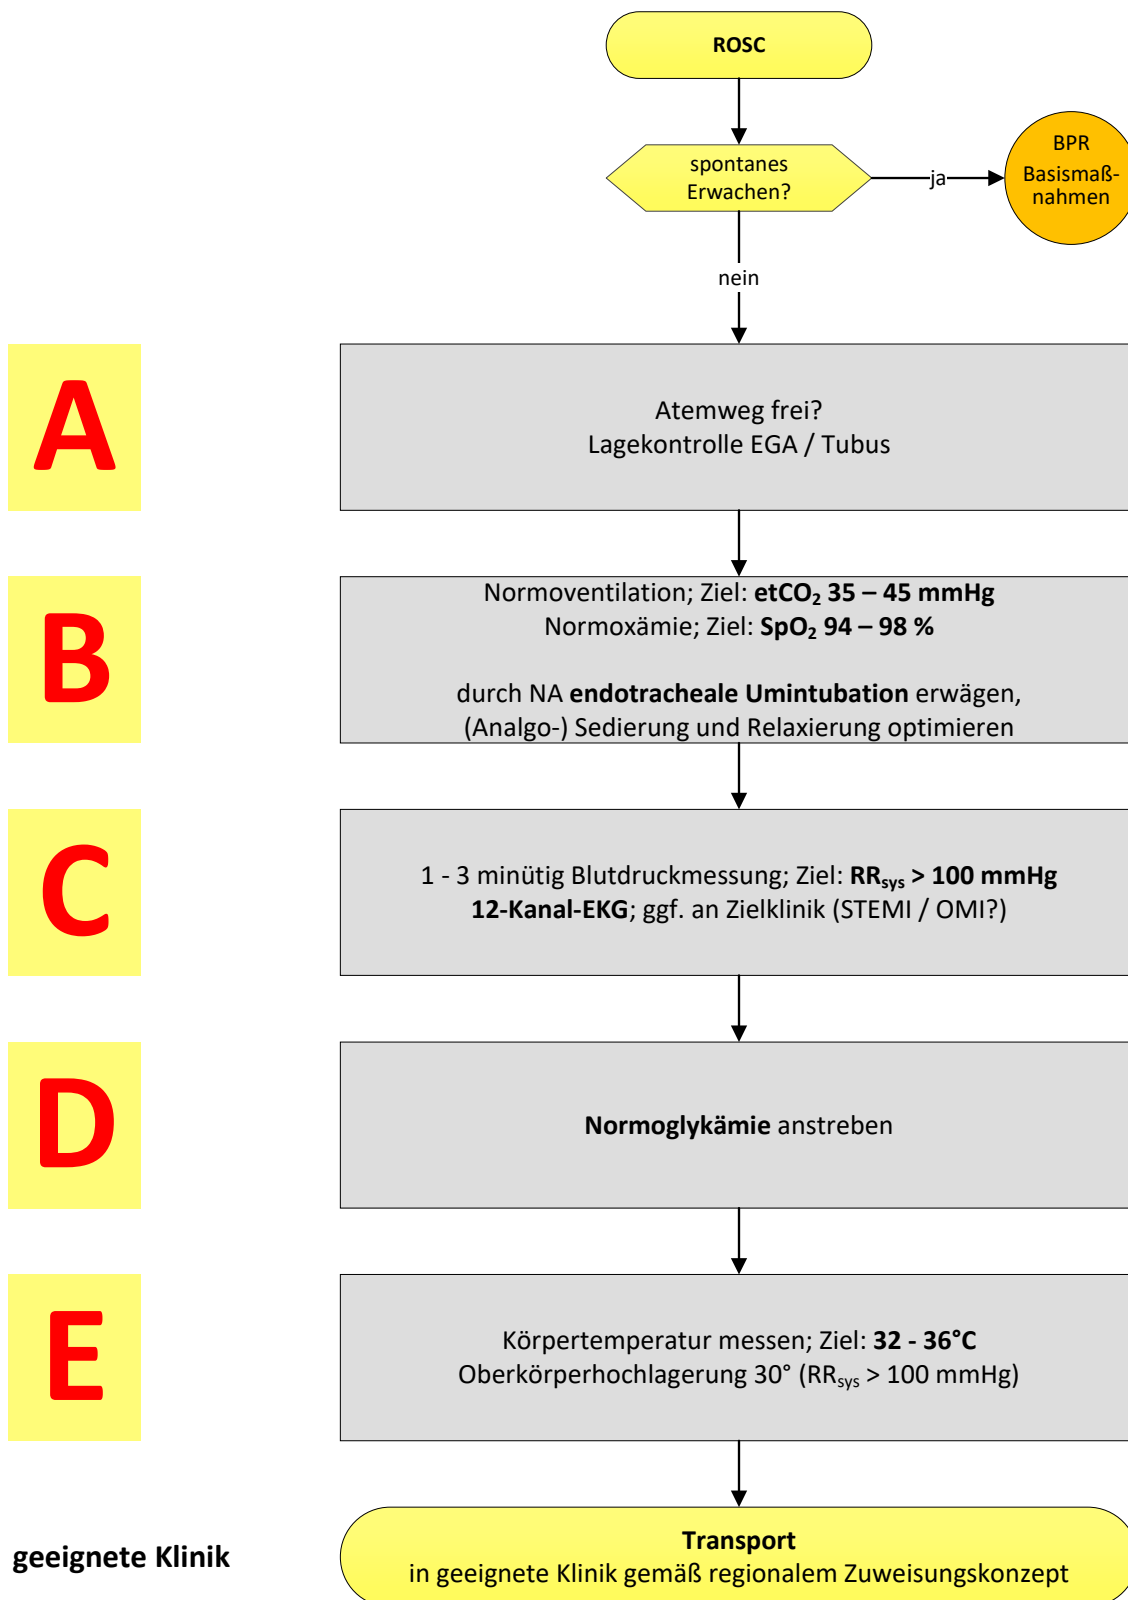 ROSC
spontanes
Erwachen?
ja
BPR
Basismaß-
nahmen
nein
A
Atemweg frei?
Lagekontrolle EGA / Tubus
B
Normoventilation; Ziel: etCO₂ 35 – 45 mmHg
Normoxämie; Ziel: SpO₂ 94 – 98 %
durch NA endotracheale Umintubation erwägen,
(Analgo-) Sedierung und Relaxierung optimieren
C
1 - 3 minütig Blutdruckmessung; Ziel: RRsys > 100 mmHg
12-Kanal-EKG; ggf. an Zielklinik (STEMI / OMI?)
D
Normoglykämie anstreben
E
Körpertemperatur messen; Ziel: 32 - 36°C
Oberkörperhochlagerung 30° (RRsys > 100 mmHg)
geeignete Klinik
Transport
in geeignete Klinik gemäß regionalem Zuweisungskonzept